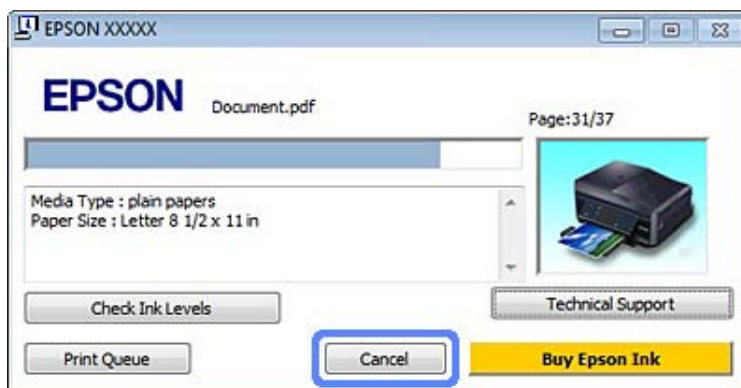 EPSON XXXXX
EPSON
Document.pdf
Page:31/37
Media Type : plain papers
Paper Size : Letter 8 1/2 x 11 in
Check Ink Levels
Technical Support
Print Queue
Cancel
Buy Epson Ink